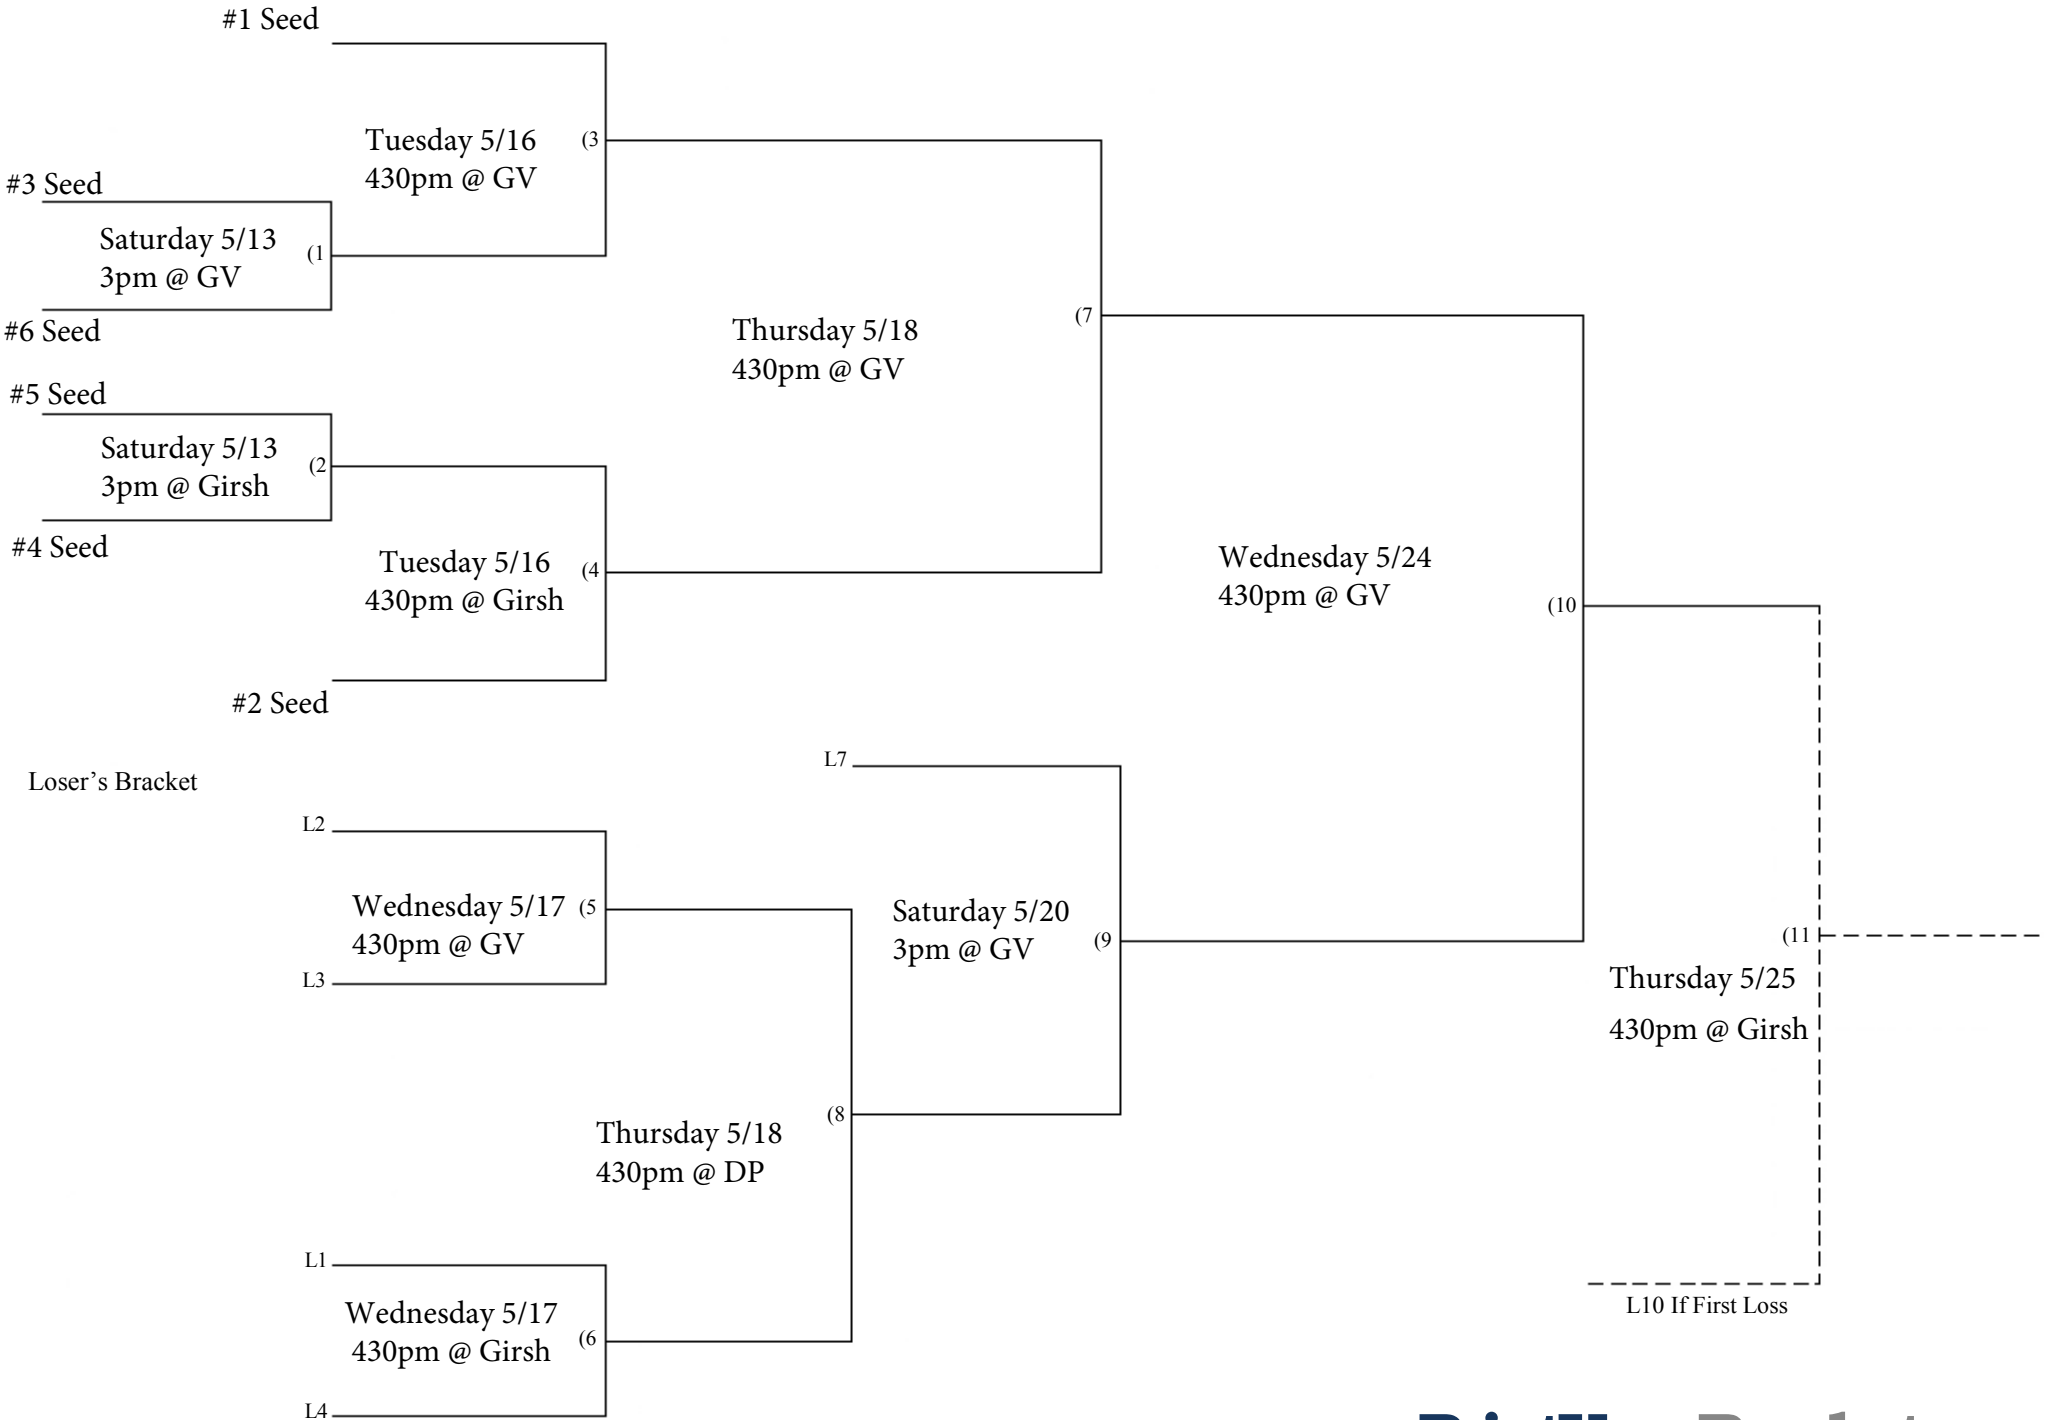 #1 Seed
Tuesday 5/16
430pm @ GV
(3
#3 Seed
Saturday 5/13
3pm @ GV
(1
#6 Seed
Thursday 5/18
430pm @ GV
(7
#5 Seed
Saturday 5/13
3pm @ Girsh
(2
#4 Seed
Tuesday 5/16
430pm @ Girsh
(4
Wednesday 5/24
430pm @ GV
(10
#2 Seed
Loser's Bracket
L7
L2
Wednesday 5/17
430pm @ GV
(5
L3
Saturday 5/20
3pm @ GV
(9
(11
Thursday 5/25
430pm @ Girsh
Thursday 5/18
430pm @ DP
(8
L1
Wednesday 5/17
430pm @ Girsh
(6
L4
L10 If First Loss